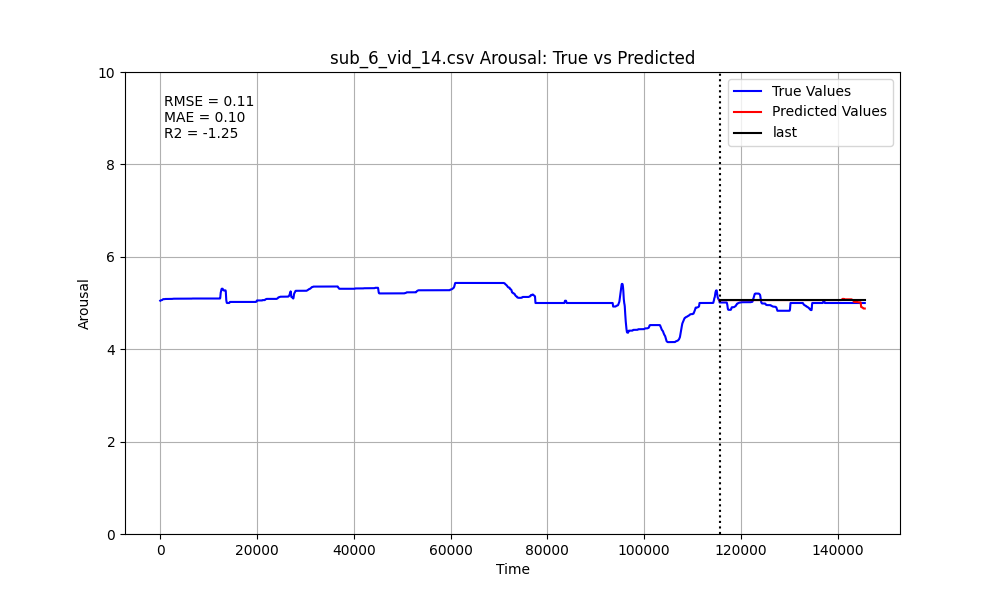 sub_6_vid_14.csv Arousal: True vs Predicted
10
8
6
4
2
0
Arousal
RMSE = 0.11
MAE = 0.10
R2 = -1.25
True Values
Predicted Values
last
0
20000
40000
60000
80000
100000
120000
140000
Time